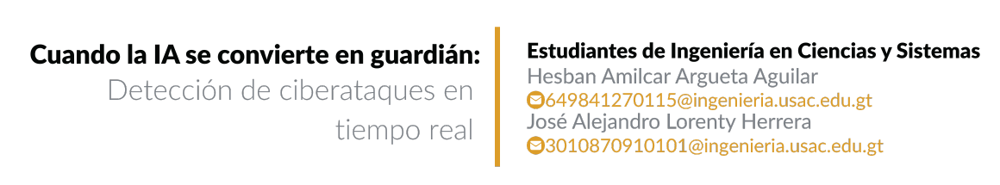 Cuando la IA se convierte en guardián:
Detección de ciberataques en
tiempo real
Estudiantes de Ingeniería en Ciencias y Sistemas
Hesban Amilcar Argueta Aguilar
649841270115@ingenieria.usac.edu.gt
José Alejandro Lorenty Herrera
3010870910101@ingenieria.usac.edu.gt